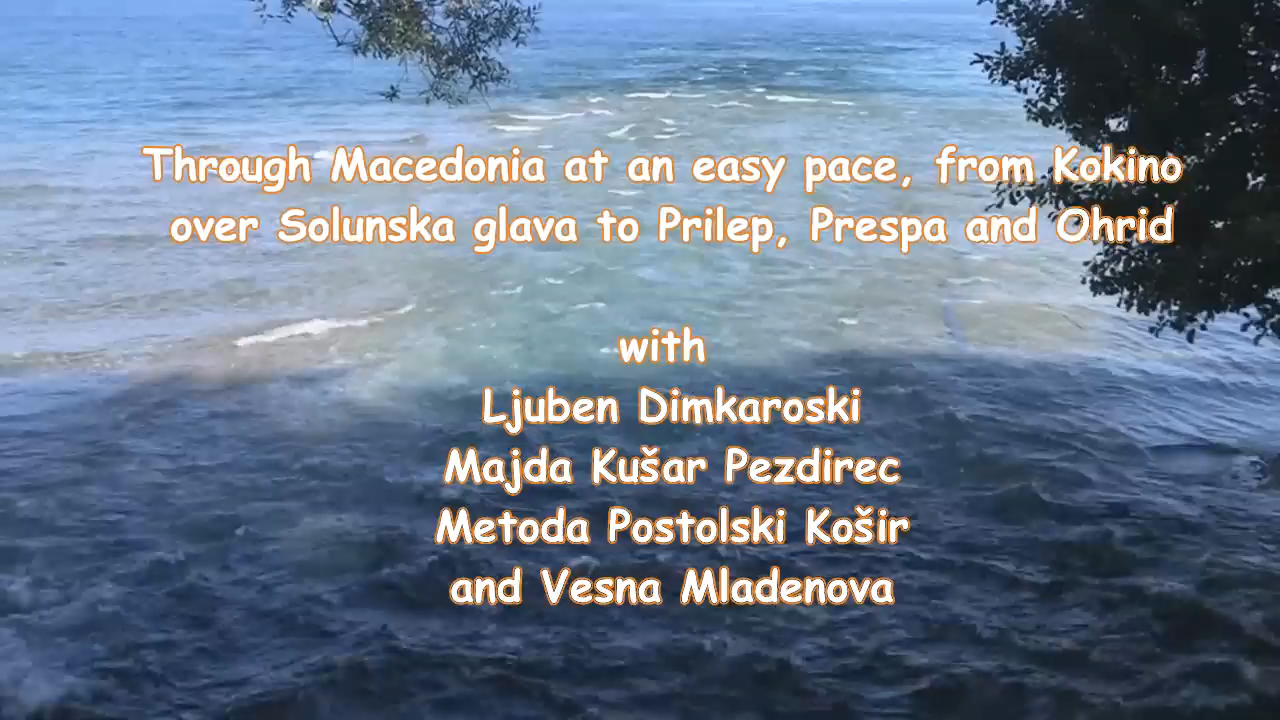 Through Macedonia at an easy pace, from Kokino
over Solunska glava to Prilep, Prespa and Ohrid
with
Ljuben Dimkaroski
Majda Kušar Pezdirec
Metoda Postolski Košir
and Vesna Mladenova